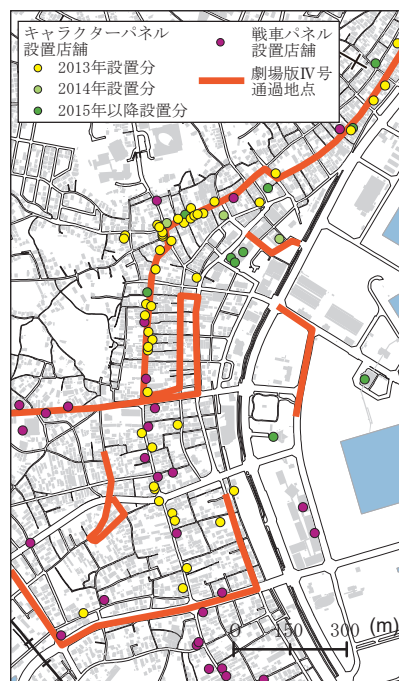 キャラクターパネル
設置店舗
2013年設置分
2014年設置分
2015年以降設置分
戦車パネル
設置店舗
劇場版Ⅳ号
通過地点
0 150 300 (m)